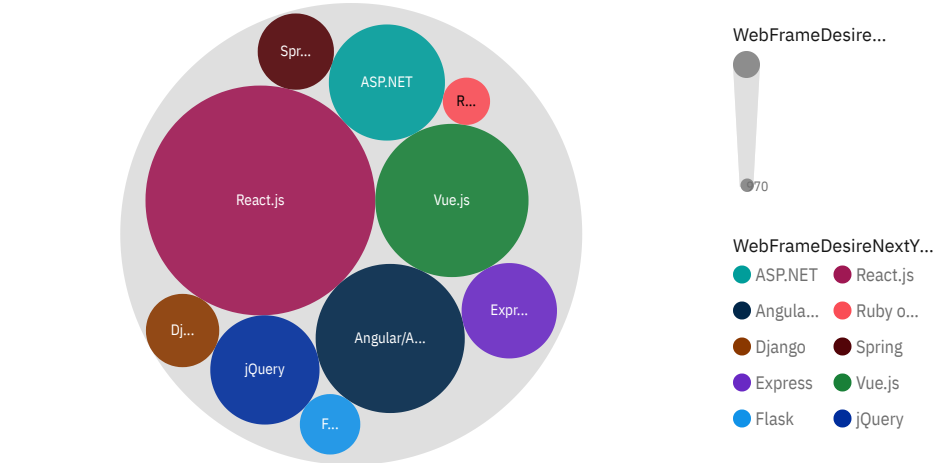 Spr...
ASP.NET
R...
React.js
Vue.js
Dj...
Expr...
Angular/A...
jQuery
F...
WebFrameDesire...
970
WebFrameDesireNextY...
ASP.NET
React.js
Angula...
Ruby o...
Django
Spring
Express
Vue.js
Flask
jQuery